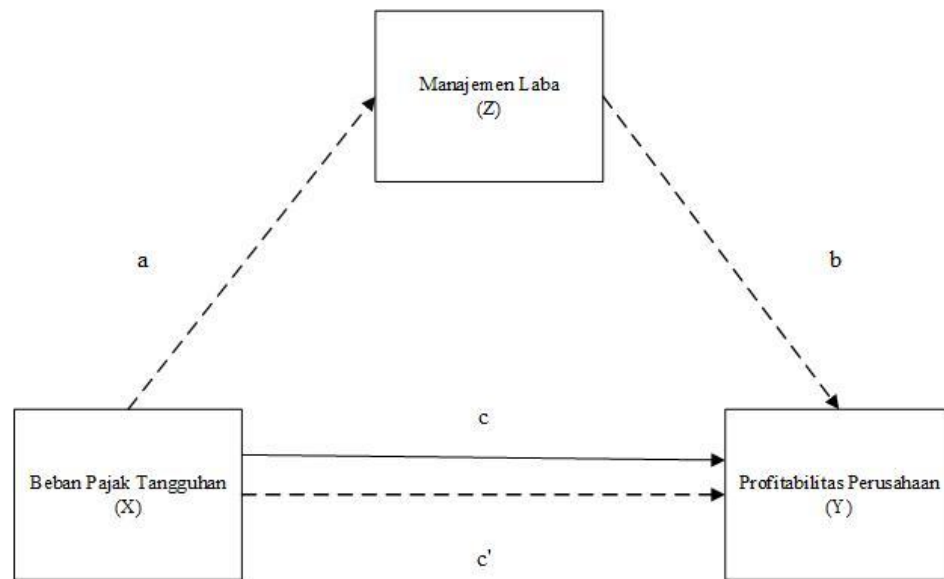 Manajemen Laba
(Z)
a
b
c
Beban Pajak Tangguhan
(X)
Profitabilitas Perusahaan
(Y)
c'